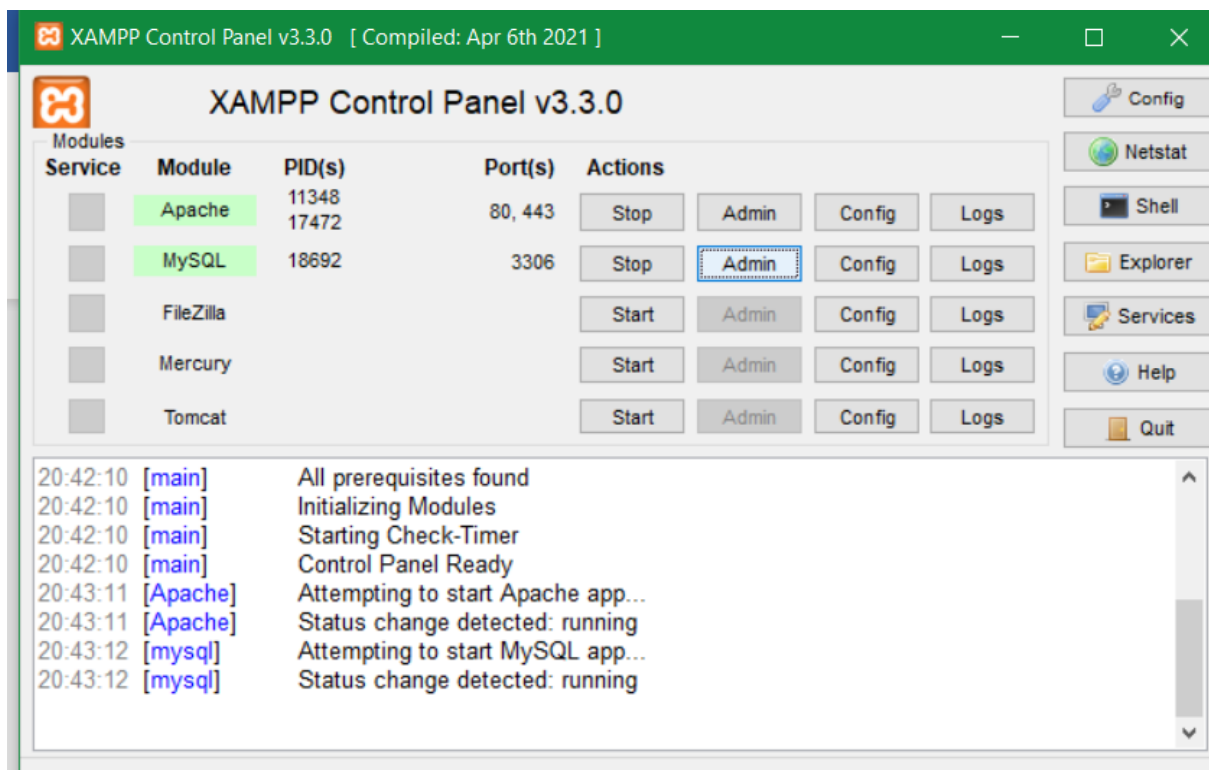 XAMPP Control Panel v3.3.0 [ Compiled: Apr 6th 2021 ]
XAMPP Control Panel v3.3.0
Config
Modules
Netstat
Service Module PID(s) Port(s) Actions
Apache 11348 17472 80, 443 Stop Admin Config Logs
Shell
MySQL 18692 3306 Stop Admin Config Logs
Explorer
FileZilla Start Admin Config Logs
Services
Mercury Start Admin Config Logs
Help
Tomcat Start Admin Config Logs
Quit
20:42:10 [main] All prerequisites found
20:42:10 [main] Initializing Modules
20:42:10 [main] Starting Check-Timer
20:42:10 [main] Control Panel Ready
20:43:11 [Apache] Attempting to start Apache app...
20:43:11 [Apache] Status change detected: running
20:43:12 [mysql] Attempting to start MySQL app...
20:43:12 [mysql] Status change detected: running